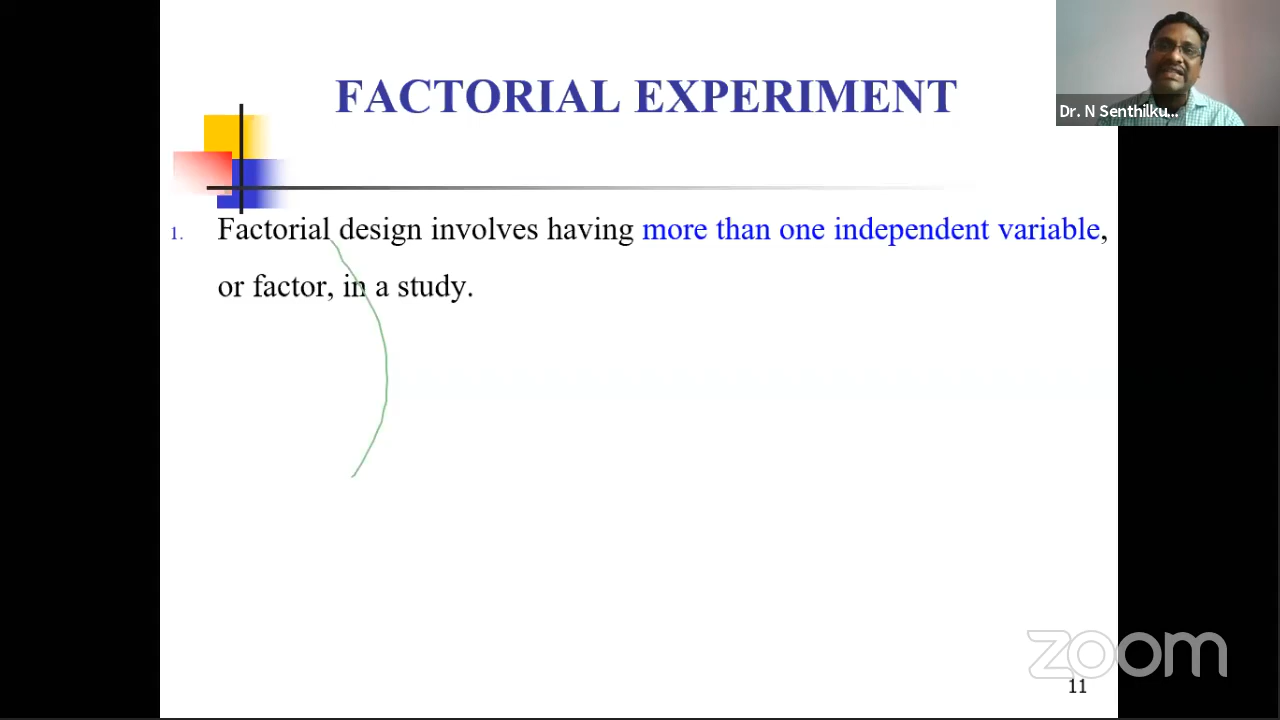 FACTORIAL EXPERIMENT
Dr. N Senthilku...
1. Factorial design involves having more than one independent variable,
or factor, in a study.
zoom
11